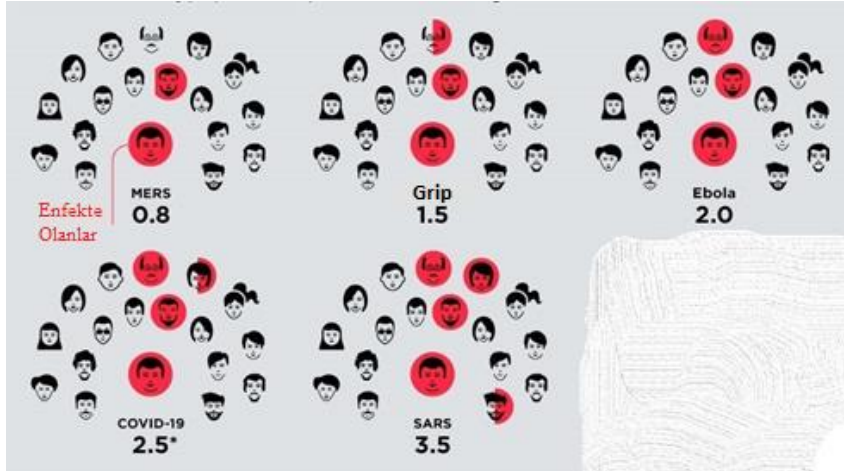 MERS
0.8
Grip
1.5
Ebola
2.0
Enfekte
Olanlar
COVID-19
2.5*
SARS
3.5